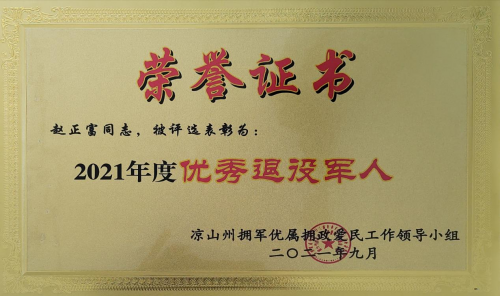 荣誉证书
赵正富同志，被评选表彰为：
2021年度优秀退役军人
凉山州拥军优属拥政爱民工作领导小组
二〇二一年九月